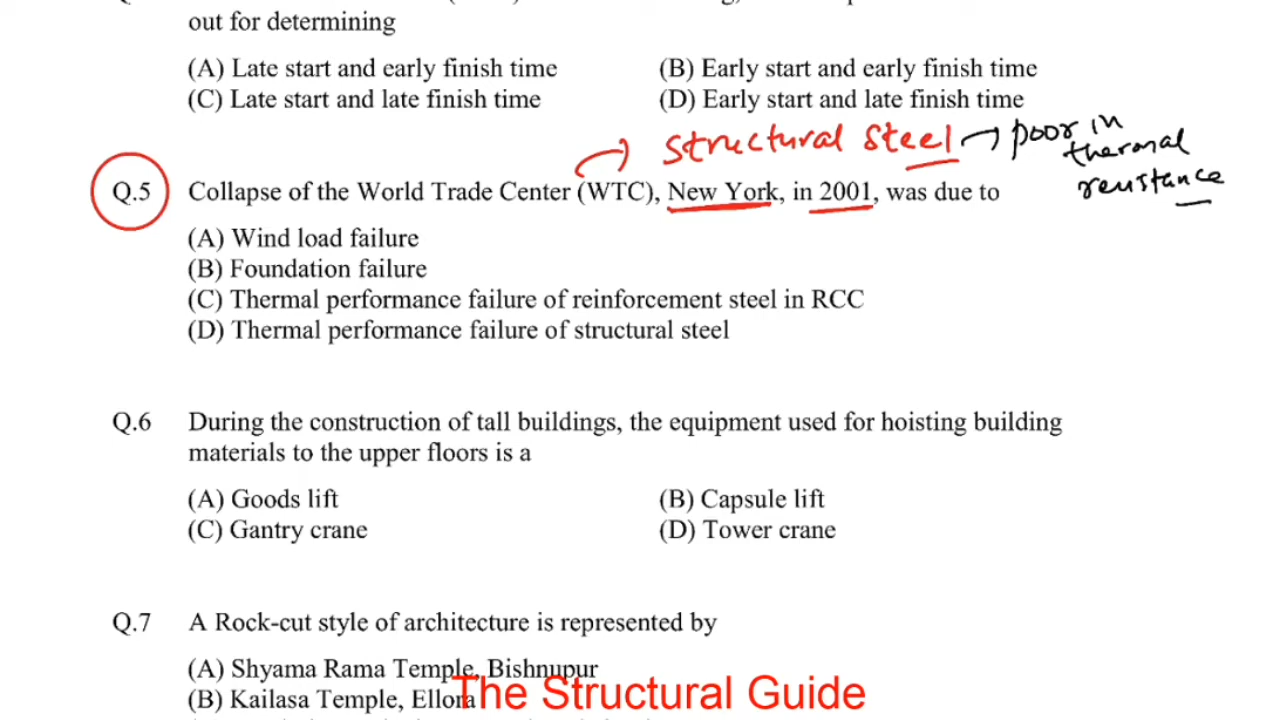 out for determining
(A) Late start and early finish time (B) Early start and early finish time
(C) Late start and late finish time (D) Early start and late finish time
structural steel poor in
thermal
Q.5 Collapse of the World Trade Center (WTC), New York, in 2001, was due to
(A) Wind load failure
(B) Foundation failure
(C) Thermal performance failure of reinforcement steel in RCC
(D) Thermal performance failure of structural steel
Q.6 During the construction of tall buildings, the equipment used for hoisting building
materials to the upper floors is a
(A) Goods lift (B) Capsule lift
(C) Gantry crane (D) Tower crane
Q.7 A Rock-cut style of architecture is represented by
(A) Shyama Rama Temple, Bishnupur
(B) Kailasa Temple, Ellora
The Structural Guide